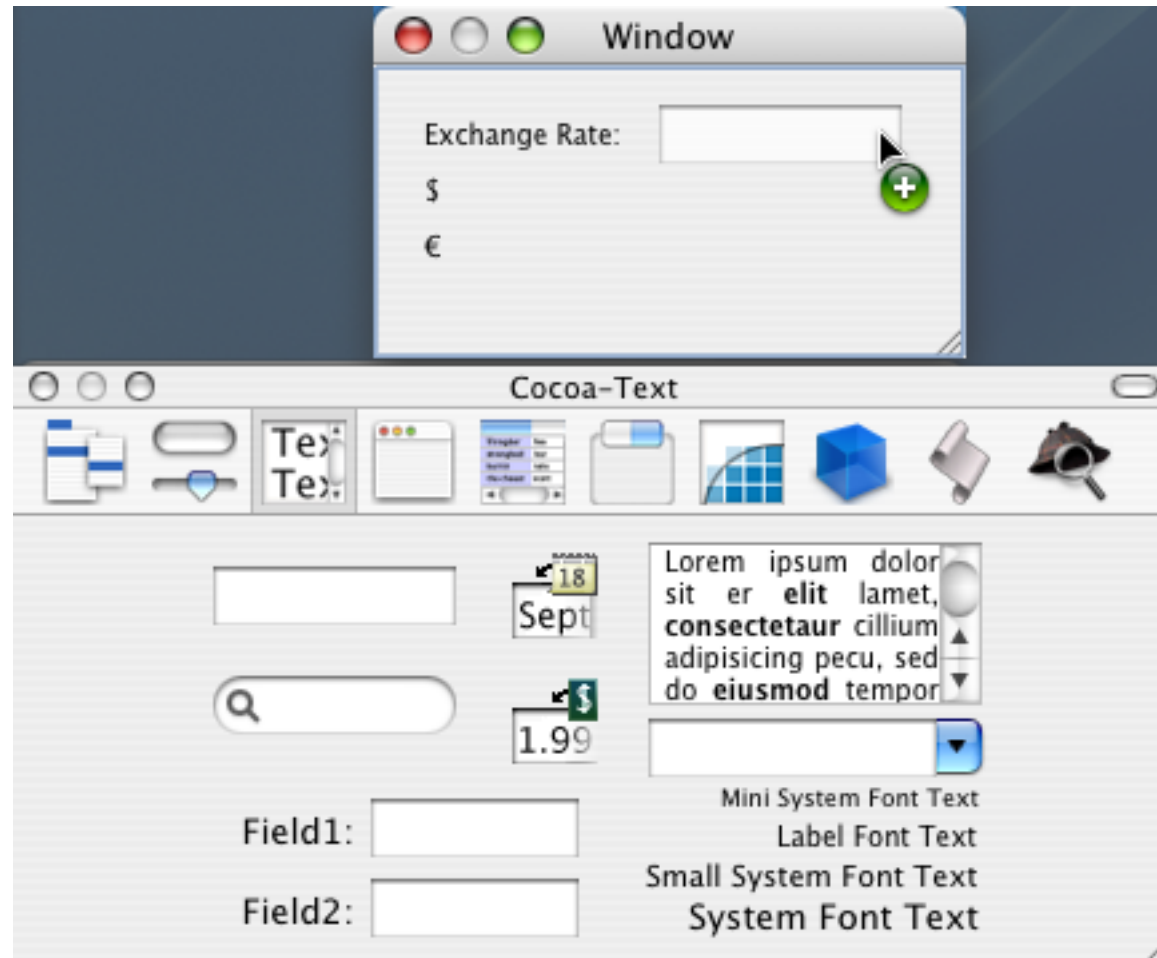 Window
Exchange Rate:
$
€
Cocoa-Text
Tex
Tex
18
Sept
$
1.99
Lorem ipsum dolor
sit er elit lamet,
consectetaur cillium
adipisicing pecu, sed
do eiusmod tempor
Mini System Font Text
Label Font Text
Small System Font Text
System Font Text
Field1:
Field2: